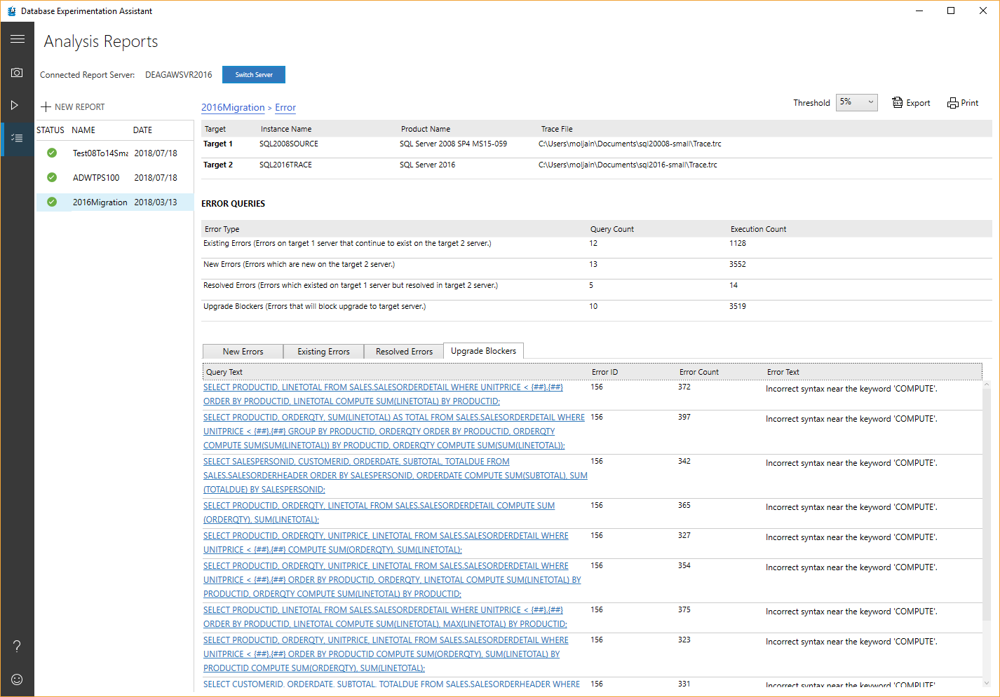 Database Experimentation Assistant
Analysis Reports
Connected Report Server: DEAGAWSVR2016 Switch Server
NEW REPORT
STATUS NAME DATE
Test08To14Sma 2018/07/18
ADWTPS100 2018/07/18
2016Migration 2018/03/13
2016Migration > Error
Threshold 5% Export Print
Target Instance Name Product Name Trace File
Target 1 SQL2008SOURCE SQL Server 2008 SP4 MS15-059 C:\Users\moljain\Documents\sql20008-small\Trace.trc
Target 2 SQL2016TRACE SQL Server 2016 C:\Users\moljain\Documents\sql2016-small\Trace.trc
ERROR QUERIES
Error Type Query Count Execution Count
Existing Errors (Errors on target 1 server that continue to exist on the target 2 server.) 12 1128
New Errors (Errors which are new on the target 2 server.) 13 3552
Resolved Errors (Errors which existed on target 1 server but resolved in target 2 server.) 5 14
Upgrade Blockers (Errors that will block upgrade to target server.) 10 3519
New Errors Existing Errors Resolved Errors Upgrade Blockers
Query Text Error ID Error Count Error Text
SELECT PRODUCTID, LINETOTAL FROM SALES.SALESORDERDETAIL WHERE UNITPRICE < {##}.{##} 156 372 Incorrect syntax near the keyword 'COMPUTE'.
ORDER BY PRODUCTID, LINETOTAL COMPUTE SUM(LINETOTAL) BY PRODUCTID;
SELECT PRODUCTID, ORDERQTY, SUM(LINETOTAL) AS TOTAL FROM SALES.SALESORDERDETAIL WHERE 156 397 Incorrect syntax near the keyword 'COMPUTE'.
UNITPRICE < {##}.{##} GROUP BY PRODUCTID, ORDERQTY ORDER BY PRODUCTID, ORDERQTY
COMPUTE SUM(SUM(LINETOTAL)) BY PRODUCTID, ORDERQTY COMPUTE SUM(SUM(LINETOTAL));
SELECT SALESPERSONID, CUSTOMERID, ORDERDATE, SUBTOTAL, TOTALDUE FROM 156 342 Incorrect syntax near the keyword 'COMPUTE'.
SALES.SALESORDERHEADER ORDER BY SALESPERSONID, ORDERDATE COMPUTE SUM(SUBTOTAL), SUM
(TOTALDUE) BY SALESPERSONID;
SELECT PRODUCTID, ORDERQTY, LINETOTAL FROM SALES.SALESORDERDETAIL COMPUTE SUM 156 365 Incorrect syntax near the keyword 'COMPUTE'.
(ORDERQTY), SUM(LINETOTAL);
SELECT PRODUCTID, ORDERQTY, UNITPRICE, LINETOTAL FROM SALES.SALESORDERDETAIL WHERE 156 327 Incorrect syntax near the keyword 'COMPUTE'.
UNITPRICE < {##}.{##} COMPUTE SUM(ORDERQTY), SUM(LINETOTAL);
SELECT PRODUCTID, ORDERQTY, UNITPRICE, LINETOTAL FROM SALES.SALESORDERDETAIL WHERE 156 354 Incorrect syntax near the keyword 'COMPUTE'.
UNITPRICE < {##}.{##} ORDER BY PRODUCTID, ORDERQTY, LINETOTAL COMPUTE SUM(LINETOTAL) BY
PRODUCTID, ORDERQTY COMPUTE SUM(LINETOTAL) BY PRODUCTID;
SELECT PRODUCTID, LINETOTAL FROM SALES.SALESORDERDETAIL WHERE UNITPRICE < {##}.{##} 156 375 Incorrect syntax near the keyword 'COMPUTE'.
ORDER BY PRODUCTID, LINETOTAL COMPUTE SUM(LINETOTAL), MAX(LINETOTAL) BY PRODUCTID;
SELECT PRODUCTID, ORDERQTY, UNITPRICE, LINETOTAL FROM SALES.SALESORDERDETAIL WHERE 156 323 Incorrect syntax near the keyword 'COMPUTE'.
UNITPRICE < {##}.{##} ORDER BY PRODUCTID COMPUTE SUM(ORDERQTY), SUM(LINETOTAL) BY
PRODUCTID COMPUTE SUM(ORDERQTY), SUM(LINETOTAL);
SELECT CUSTOMERID, ORDERDATE, SUBTOTAL, TOTALDUE FROM SALES.SALESORDERHEADER WHERE 156 331 Incorrect syntax near the keyword 'COMPUTE'.